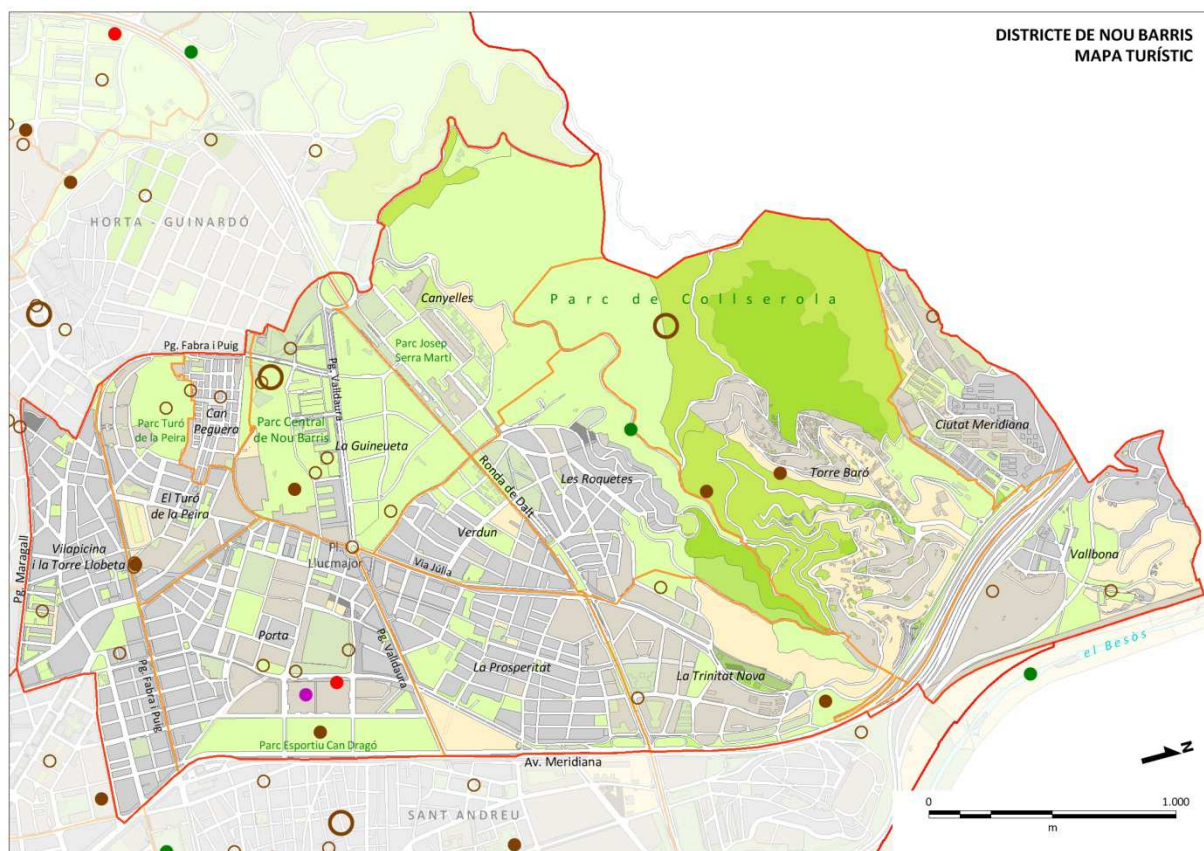 DISTRICTE DE NOU BARRIS
MAPA TURÍSTIC
HORTA - GUINARDÓ
Parc de Collserola
Canyelles
Parc Josep
Serra Martí
Pg. Fabra i Puig
Pg. Valldaura
Can
Peguera
Parc Turó
de la Peira
Parc Central
de Nou Barris
La Guineueta
Ciutat Meridiana
Ronda de Dalt
Les Roquetes
Torre Baró
El Turó
de la Peira
Verdun
Pg. Maragall
Vilapicina
i la Torre Llobeta
Pl.
Llucmajor
Via Júlia
Vallbona
Porta
Pg. Valldaura
La Prosperitat
La Trinitat Nova
el Besòs
Pg. Fabra i Puig
Parc Esportiu Can Dragó
Av. Meridiana
N
SANT ANDREU
0
1.000
m